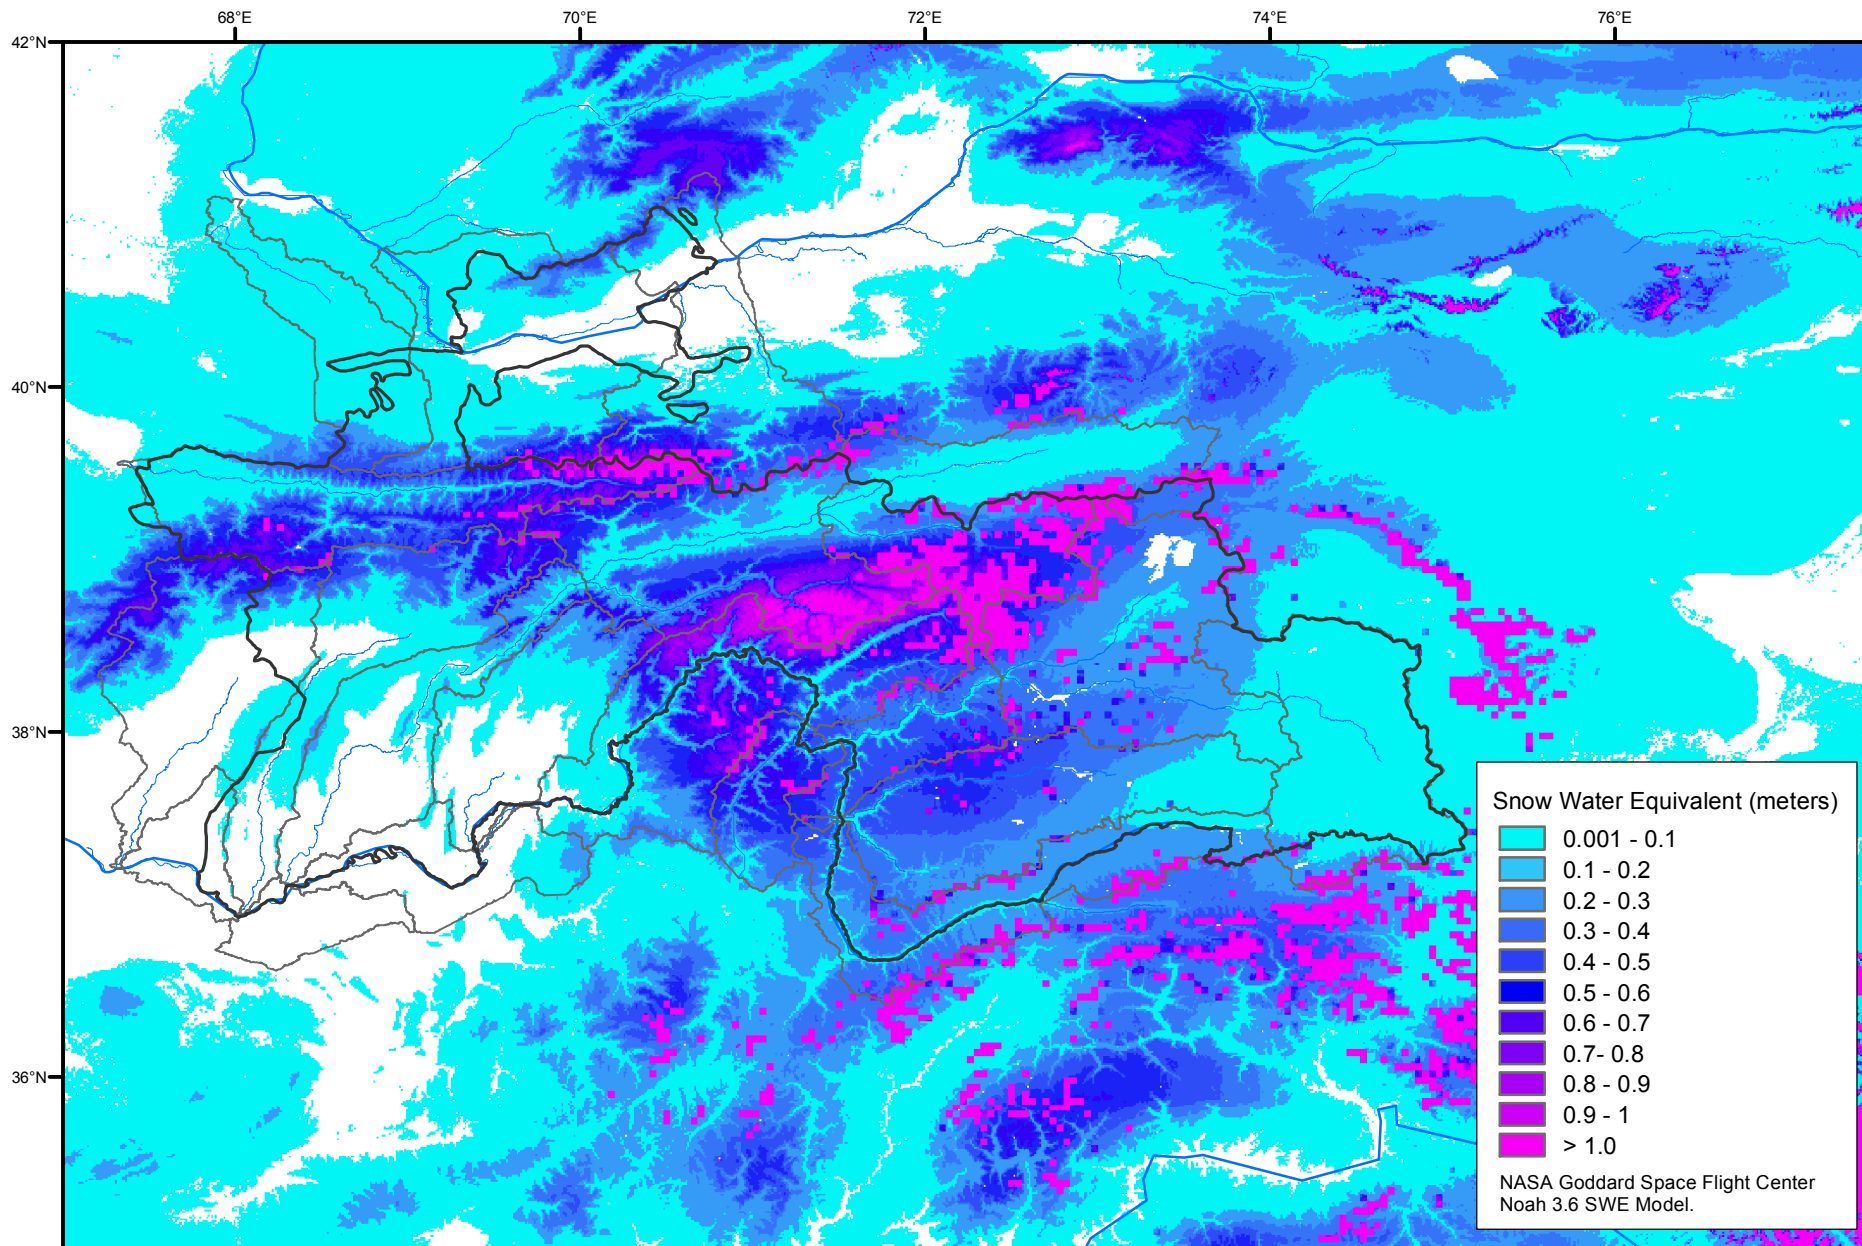 68°E 70°E 72°E 74°E 76°E
42°N
40°N
38°N
36°N
Snow Water Equivalent (meters)
0.001 - 0.1
0.1 - 0.2
0.2 - 0.3
0.3 - 0.4
0.4 - 0.5
0.5 - 0.6
0.6 - 0.7
0.7- 0.8
0.8 - 0.9
0.9 - 1
> 1.0
NASA Goddard Space Flight Center
Noah 3.6 SWE Model.